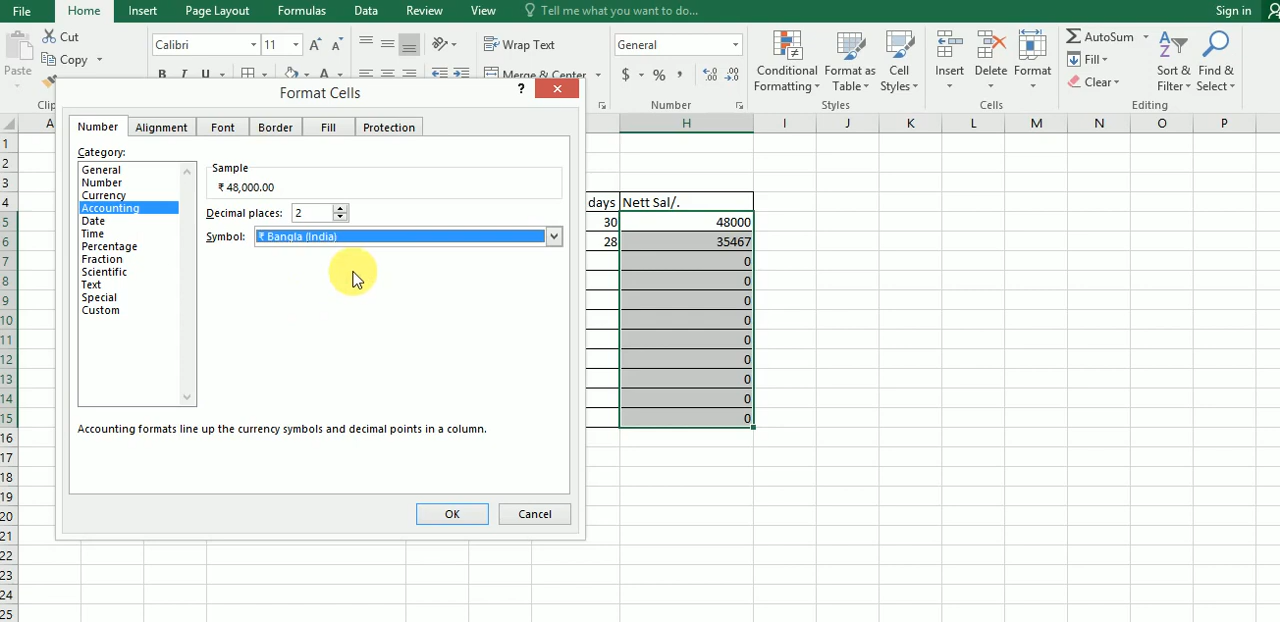 File Home Insert Page Layout Formulas Data Review View Tell me what you want to do... Sign in
Cut
Copy
Paste
Calibri 11
B I U
Wrap Text
Merge & Center
General
$ % ,
Conditional Formatting
Format as Table
Cell Styles
Insert
Delete
Format
AutoSum
Fill
Clear
Sort & Filter
Find & Select
Number Styles Cells Editing
Format Cells
?
Number Alignment Font Border Fill Protection
Category:
General
Number
Currency
Accounting
Date
Time
Percentage
Fraction
Scientific
Text
Special
Custom
Sample
₹ 48,000.00
Decimal places: 2
Symbol: ₹ Bangla (India)
Accounting formats line up the currency symbols and decimal points in a column.
OK Cancel
A H I J K L M N O P
1
2
3
4 days Nett Sal/.
5 30 48000
6 28 35467
7 0
8 0
9 0
10 0
11 0
12 0
13 0
14 0
15 0
16
17
18
19
20
21
22
23
24
25